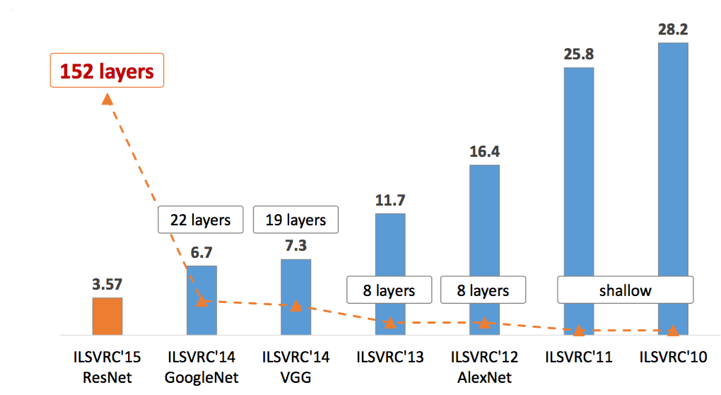 28.2
25.8
152 layers
16.4
11.7
22 layers
19 layers
6.7
7.3
3.57
8 layers
8 layers
shallow
ILSVRC'15
ResNet
ILSVRC'14
GoogleNet
ILSVRC'14
VGG
ILSVRC'13
ILSVRC'12
AlexNet
ILSVRC'11
ILSVRC'10